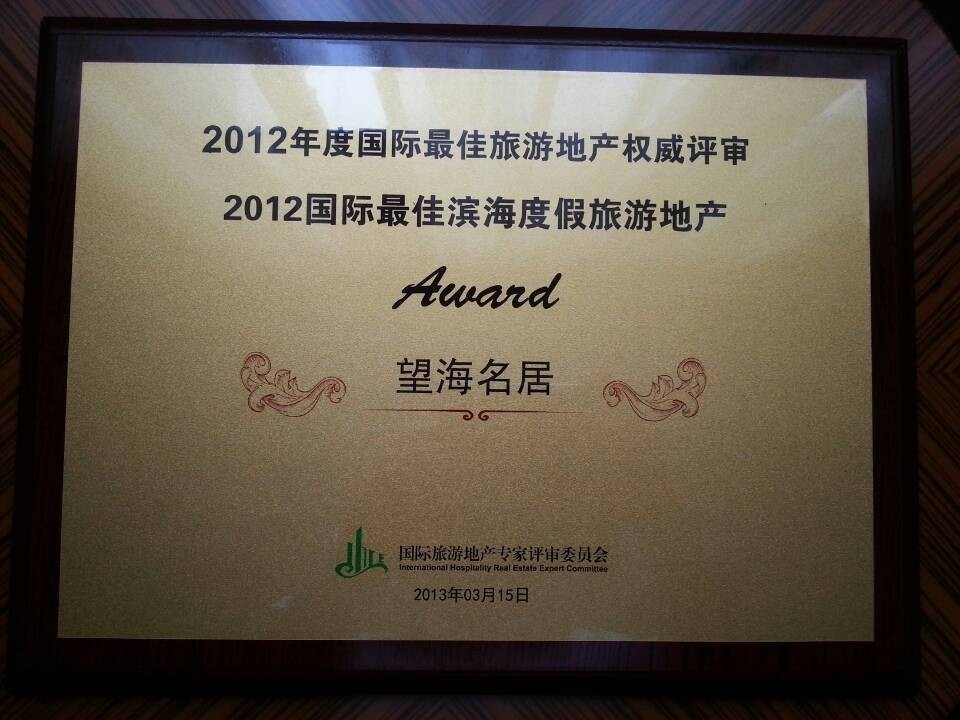 2012年度国际最佳旅游地产权威评审
2012国际最佳滨海度假旅游地产
Award
望海名居
国际旅游地产专家评审委员会
International Hospitality Real Estate Expert Committee
2013年03月15日